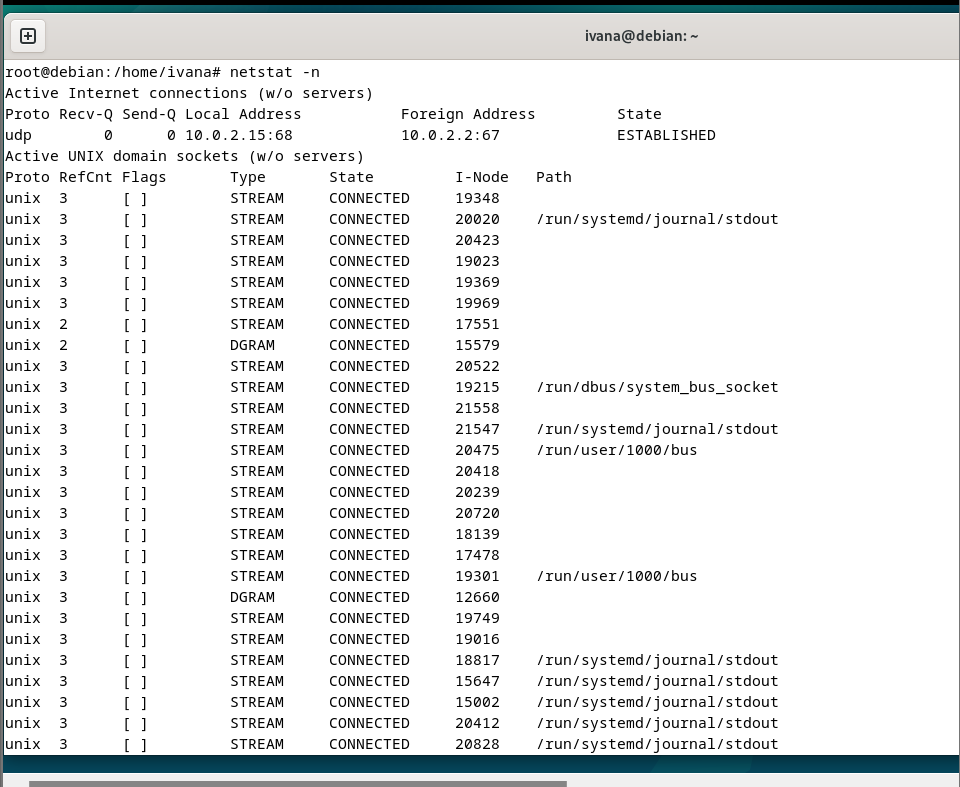 ivana@debian: ~
root@debian:/home/ivana# netstat -n
Active Internet connections (w/o servers)
Proto Recv-Q Send-Q Local Address           Foreign Address         State
udp        0      0 10.0.2.15:68            10.0.2.2:67             ESTABLISHED
Active UNIX domain sockets (w/o servers)
Proto RefCnt Flags       Type       State         I-Node   Path
unix  3      [ ]         STREAM     CONNECTED     19348
unix  3      [ ]         STREAM     CONNECTED     20020    /run/systemd/journal/stdout
unix  3      [ ]         STREAM     CONNECTED     20423
unix  3      [ ]         STREAM     CONNECTED     19023
unix  3      [ ]         STREAM     CONNECTED     19369
unix  3      [ ]         STREAM     CONNECTED     19969
unix  2      [ ]         STREAM     CONNECTED     17551
unix  2      [ ]         DGRAM      CONNECTED     15579
unix  3      [ ]         STREAM     CONNECTED     20522
unix  3      [ ]         STREAM     CONNECTED     19215    /run/dbus/system_bus_socket
unix  3      [ ]         STREAM     CONNECTED     21558
unix  3      [ ]         STREAM     CONNECTED     21547    /run/systemd/journal/stdout
unix  3      [ ]         STREAM     CONNECTED     20475    /run/user/1000/bus
unix  3      [ ]         STREAM     CONNECTED     20418
unix  3      [ ]         STREAM     CONNECTED     20239
unix  3      [ ]         STREAM     CONNECTED     20720
unix  3      [ ]         STREAM     CONNECTED     18139
unix  3      [ ]         STREAM     CONNECTED     17478
unix  3      [ ]         STREAM     CONNECTED     19301    /run/user/1000/bus
unix  3      [ ]         DGRAM      CONNECTED     12660
unix  3      [ ]         STREAM     CONNECTED     19749
unix  3      [ ]         STREAM     CONNECTED     19016
unix  3      [ ]         STREAM     CONNECTED     18817    /run/systemd/journal/stdout
unix  3      [ ]         STREAM     CONNECTED     15647    /run/systemd/journal/stdout
unix  3      [ ]         STREAM     CONNECTED     15002    /run/systemd/journal/stdout
unix  3      [ ]         STREAM     CONNECTED     20412    /run/systemd/journal/stdout
unix  3      [ ]         STREAM     CONNECTED     20828    /run/systemd/journal/stdout